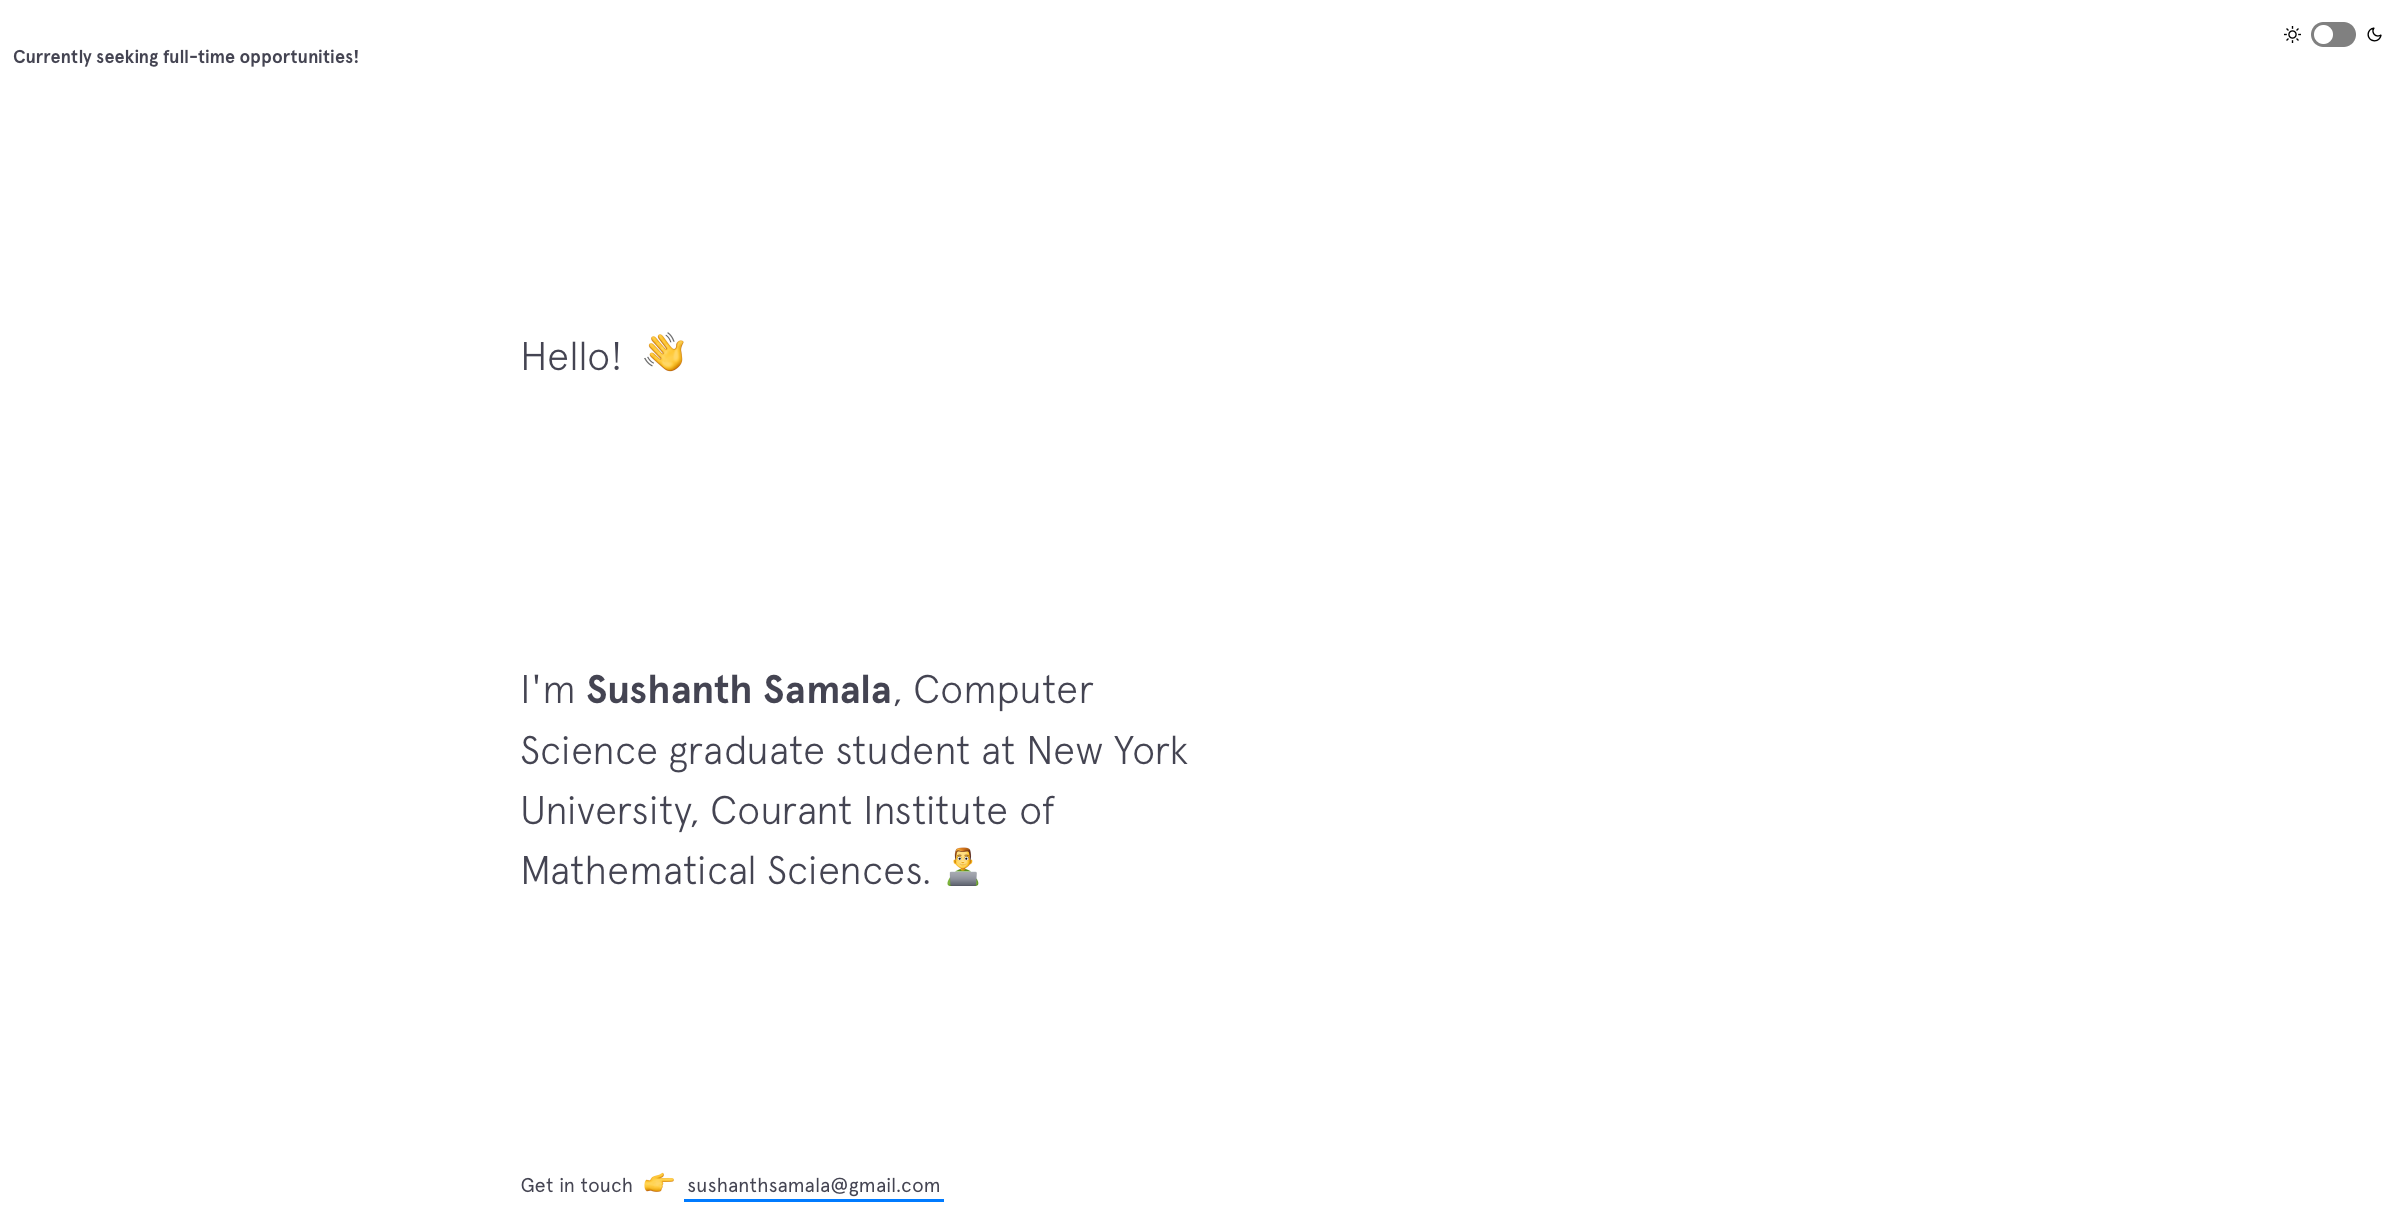 Currently seeking full-time opportunities!
Hello! 👋
I'm Sushanth Samala, Computer
Science graduate student at New York
University, Courant Institute of
Mathematical Sciences. 👨‍💻
Get in touch 👉 sushanthsamala@gmail.com